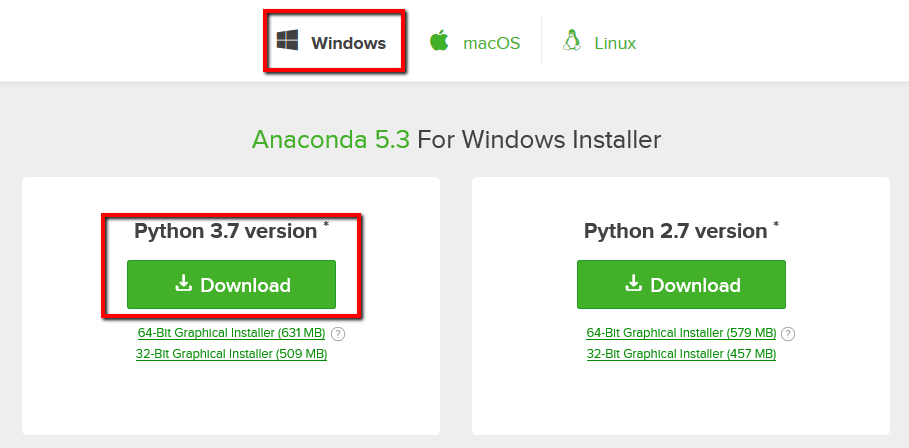 Windows macOS Linux
Anaconda 5.3 For Windows Installer
Python 3.7 version *
Download
64-Bit Graphical Installer (631 MB) ?
32-Bit Graphical Installer (509 MB)
Python 2.7 version *
Download
64-Bit Graphical Installer (579 MB) ?
32-Bit Graphical Installer (457 MB)